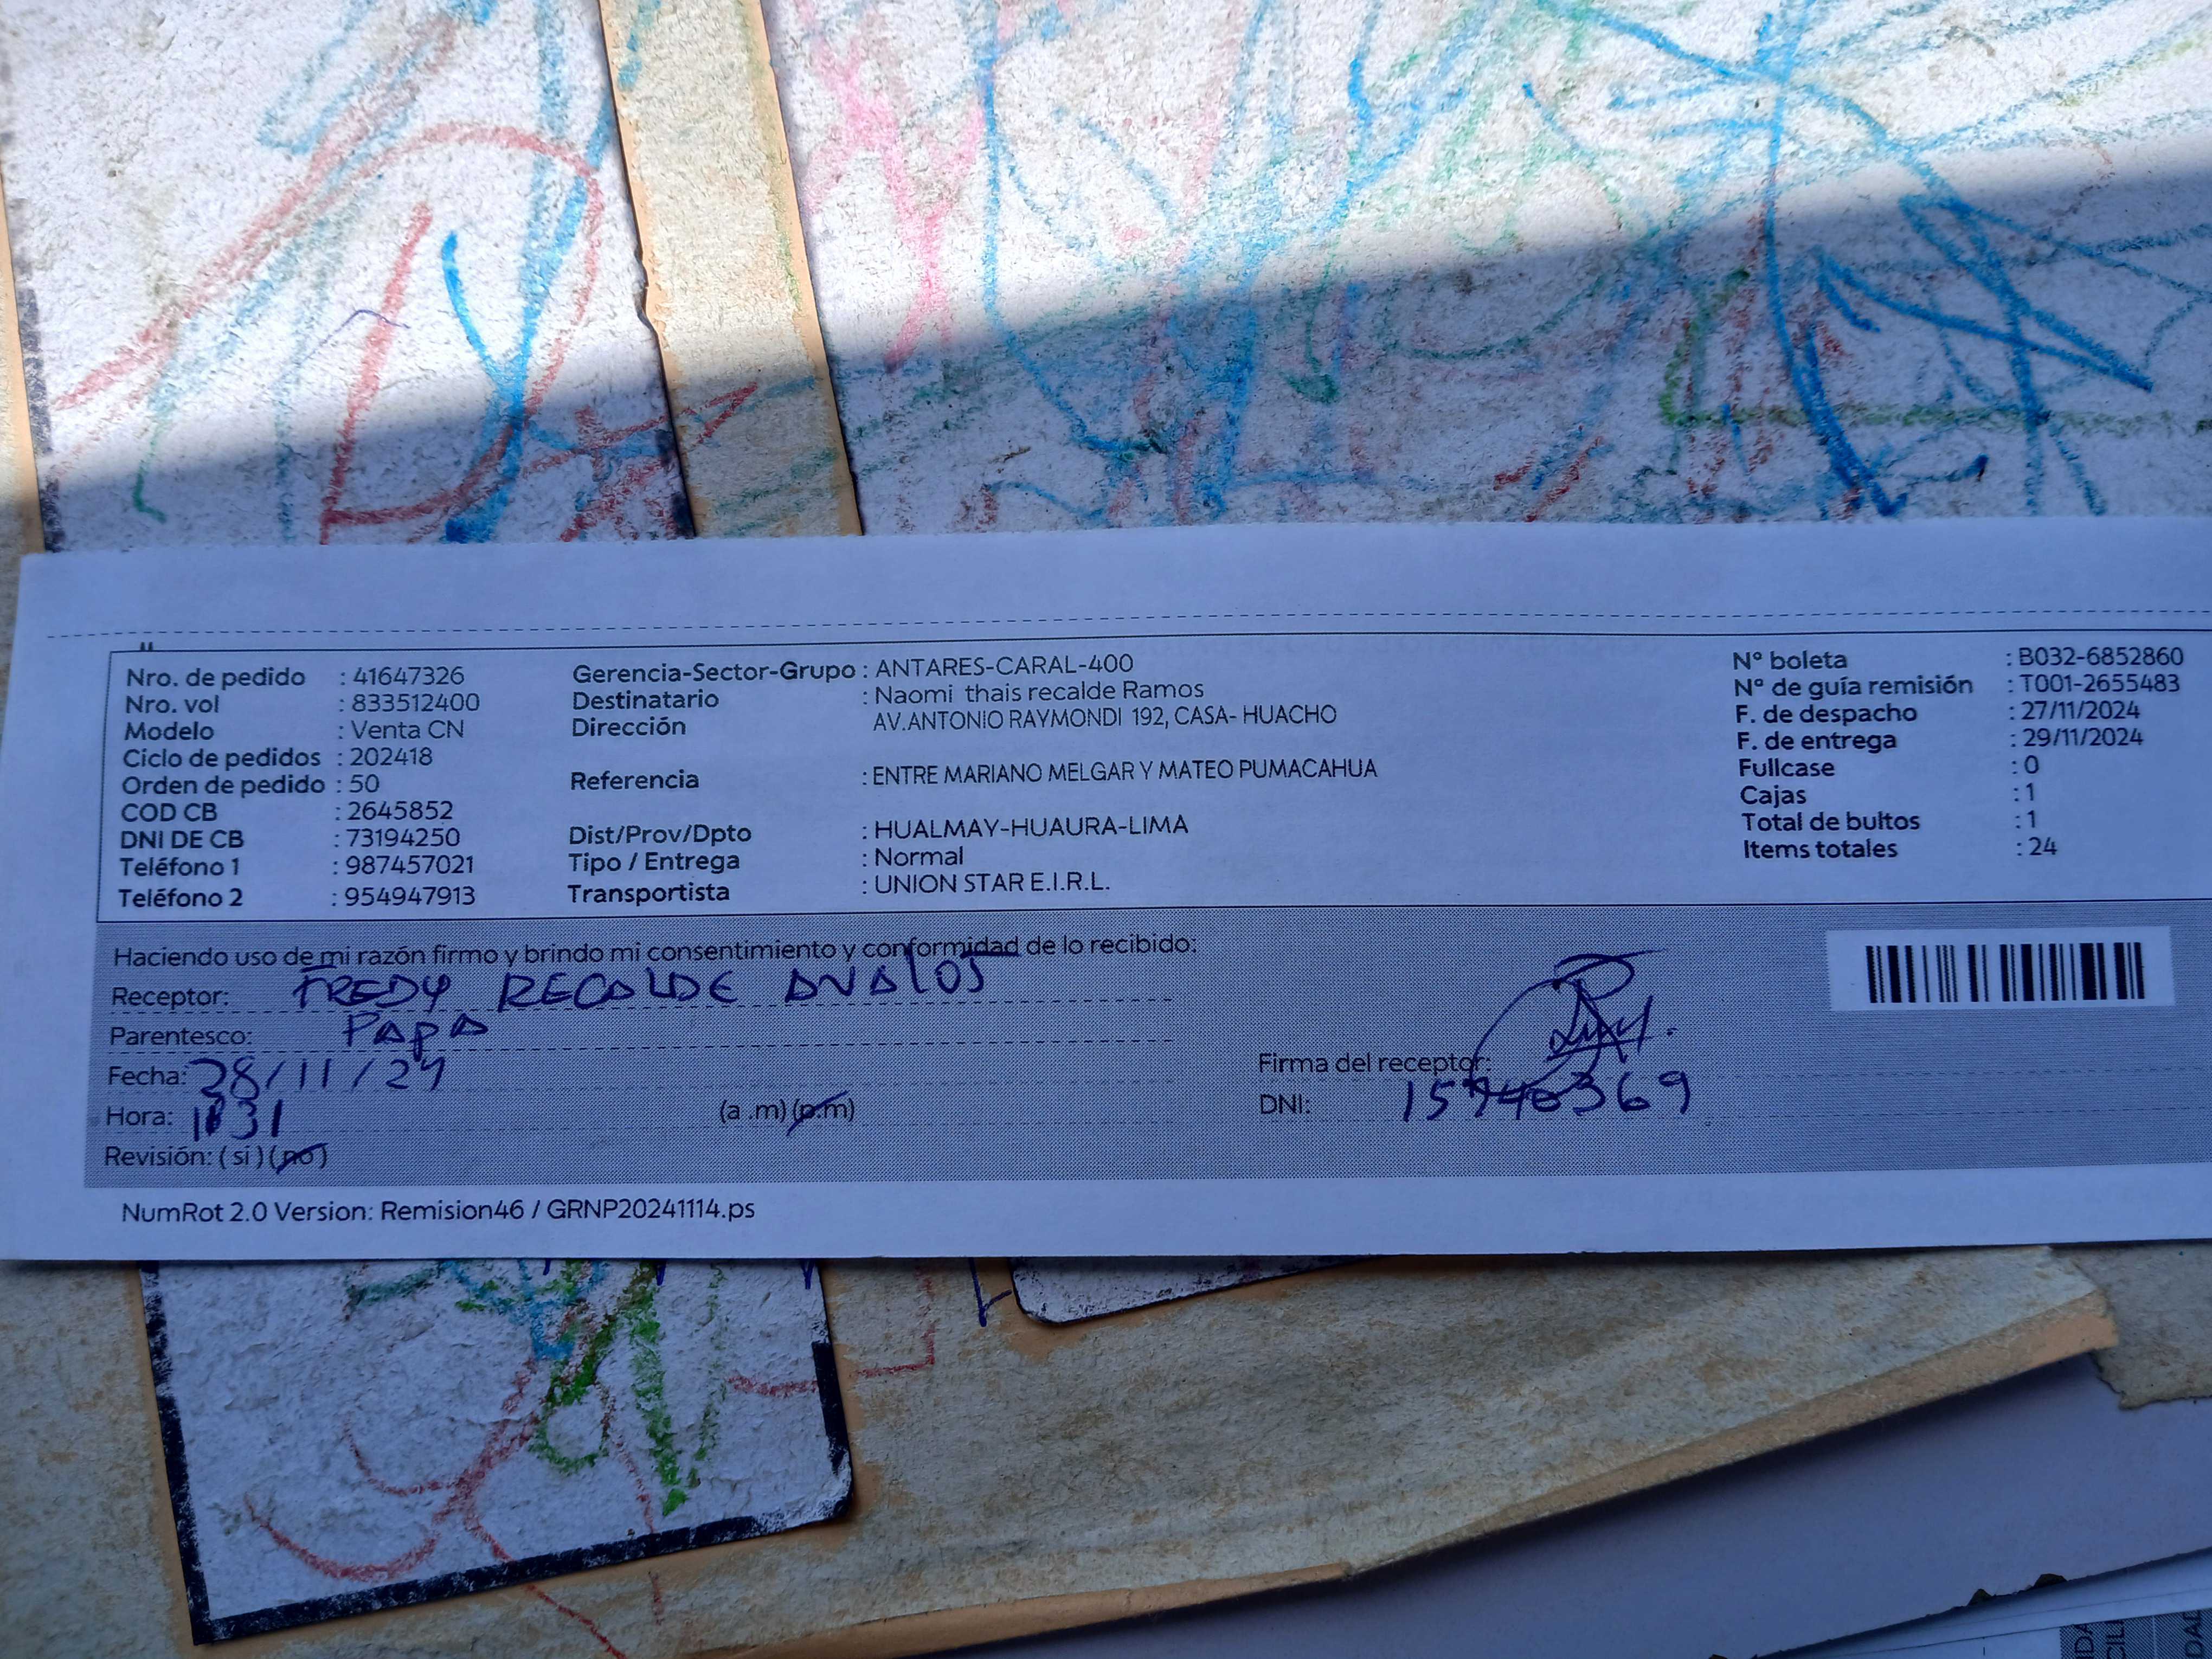 Nro. de pedido : 41647326
Nro. vol : 833512400
Modelo : Venta CN
Ciclo de pedidos : 202418
Orden de pedido : 50
COD CB : 2645852
DNI DE CB : 73194250
Teléfono 1 : 987457021
Teléfono 2 : 954947913
Gerencia-Sector-Grupo : ANTARES-CARAL-400
Destinatario : Naomi thais recalde Ramos
Dirección AV.ANTONIO RAYMONDI 192, CASA- HUACHO
Referencia : ENTRE MARIANO MELGAR Y MATEO PUMACAHUA
Dist/Prov/Dpto : HUALMAY-HUAURA-LIMA
Tipo / Entrega : Normal
Transportista : UNION STAR E.I.R.L.
N° boleta : B032-6852860
N° de guía remisión : T001-2655483
F. de despacho : 27/11/2024
F. de entrega : 29/11/2024
Fullcase : 0
Cajas : 1
Total de bultos : 1
Items totales : 24
Haciendo uso de mi razón firmo y brindo mi consentimiento y conformidad de lo recibido:
Receptor: FREDY RECALDE AVALOS
Parentesco: PAPA
Fecha: 28/11/24
Hora: (a .m) (p.m)
Revisión: ( si ) ( no )
Firma del receptor:
DNI:
NumRot 2.0 Version: Remision46 / GRNP20241114.ps